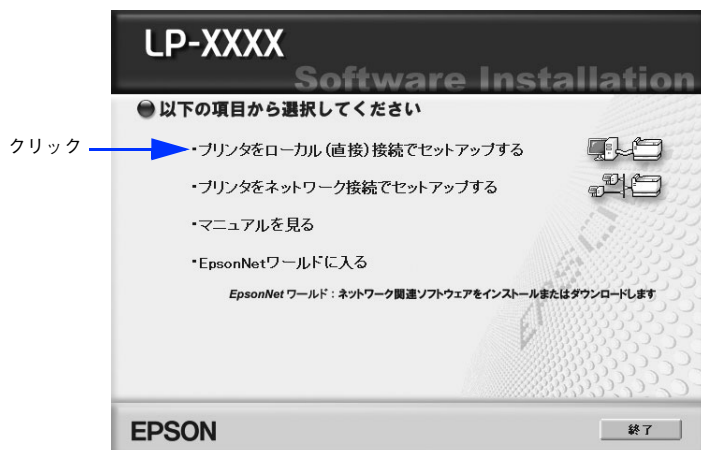 LP-XXXX
Software Installation
以下の項目から選択してください
クリック
・プリンタをローカル(直接)接続でセットアップする
・プリンタをネットワーク接続でセットアップする
・マニュアルを見る
・EpsonNetワールドに入る
EpsonNet ワールド：ネットワーク関連ソフトウェアをインストールまたはダウンロードします
EPSON
EPSON
終了